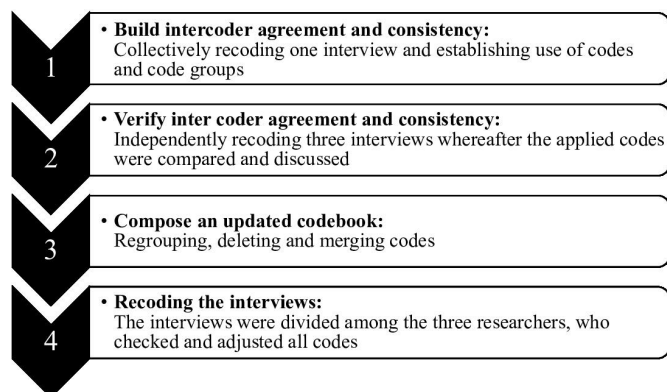 1
• Build intercoder agreement and consistency:
Collectively recoding one interview and establishing use of codes
and code groups
2
• Verify inter coder agreement and consistency:
Independently recoding three interviews whereafter the applied codes
were compared and discussed
3
• Compose an updated codebook:
Regrouping, deleting and merging codes
4
• Recoding the interviews:
The interviews were divided among the three researchers, who
checked and adjusted all codes